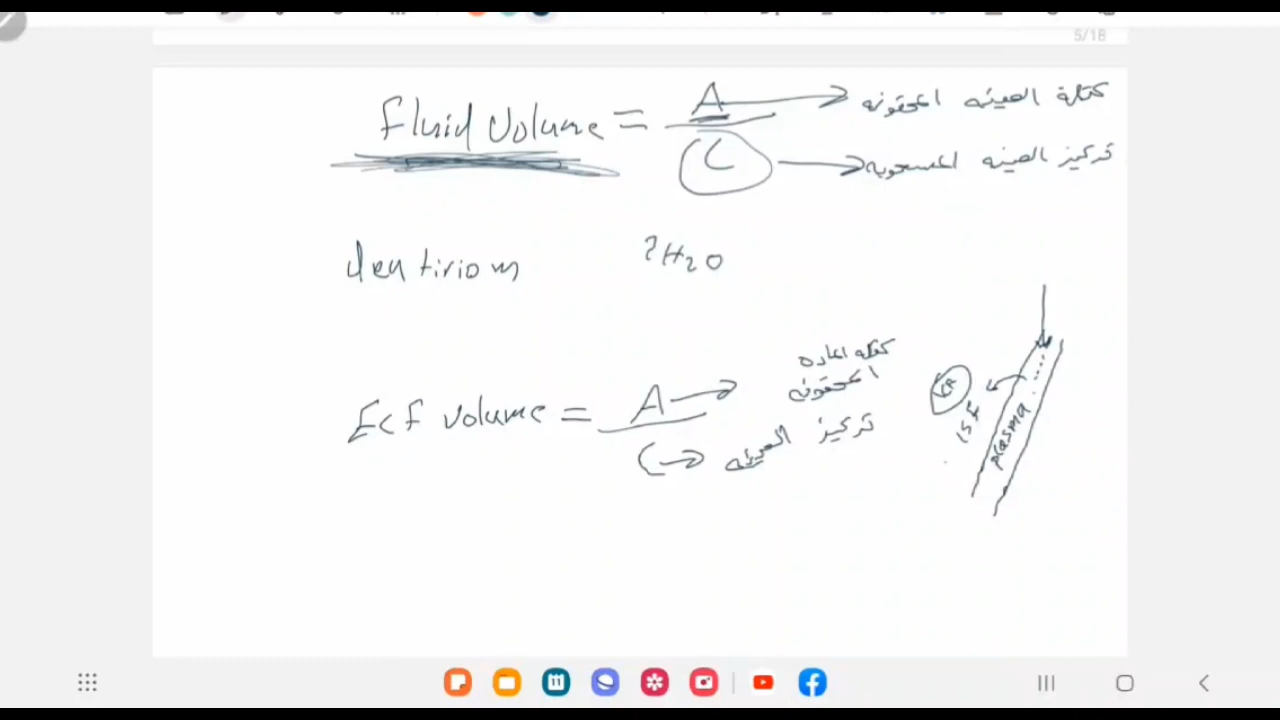 5/18
Fluid Volume = A → كتلة العينه المحقونه
C → تركيز العينه المسحوبه
deutiriom ²H₂O
Ecf volume = A → كتله الماده المحقونه
C → تركيز العينه
ISF
plasma